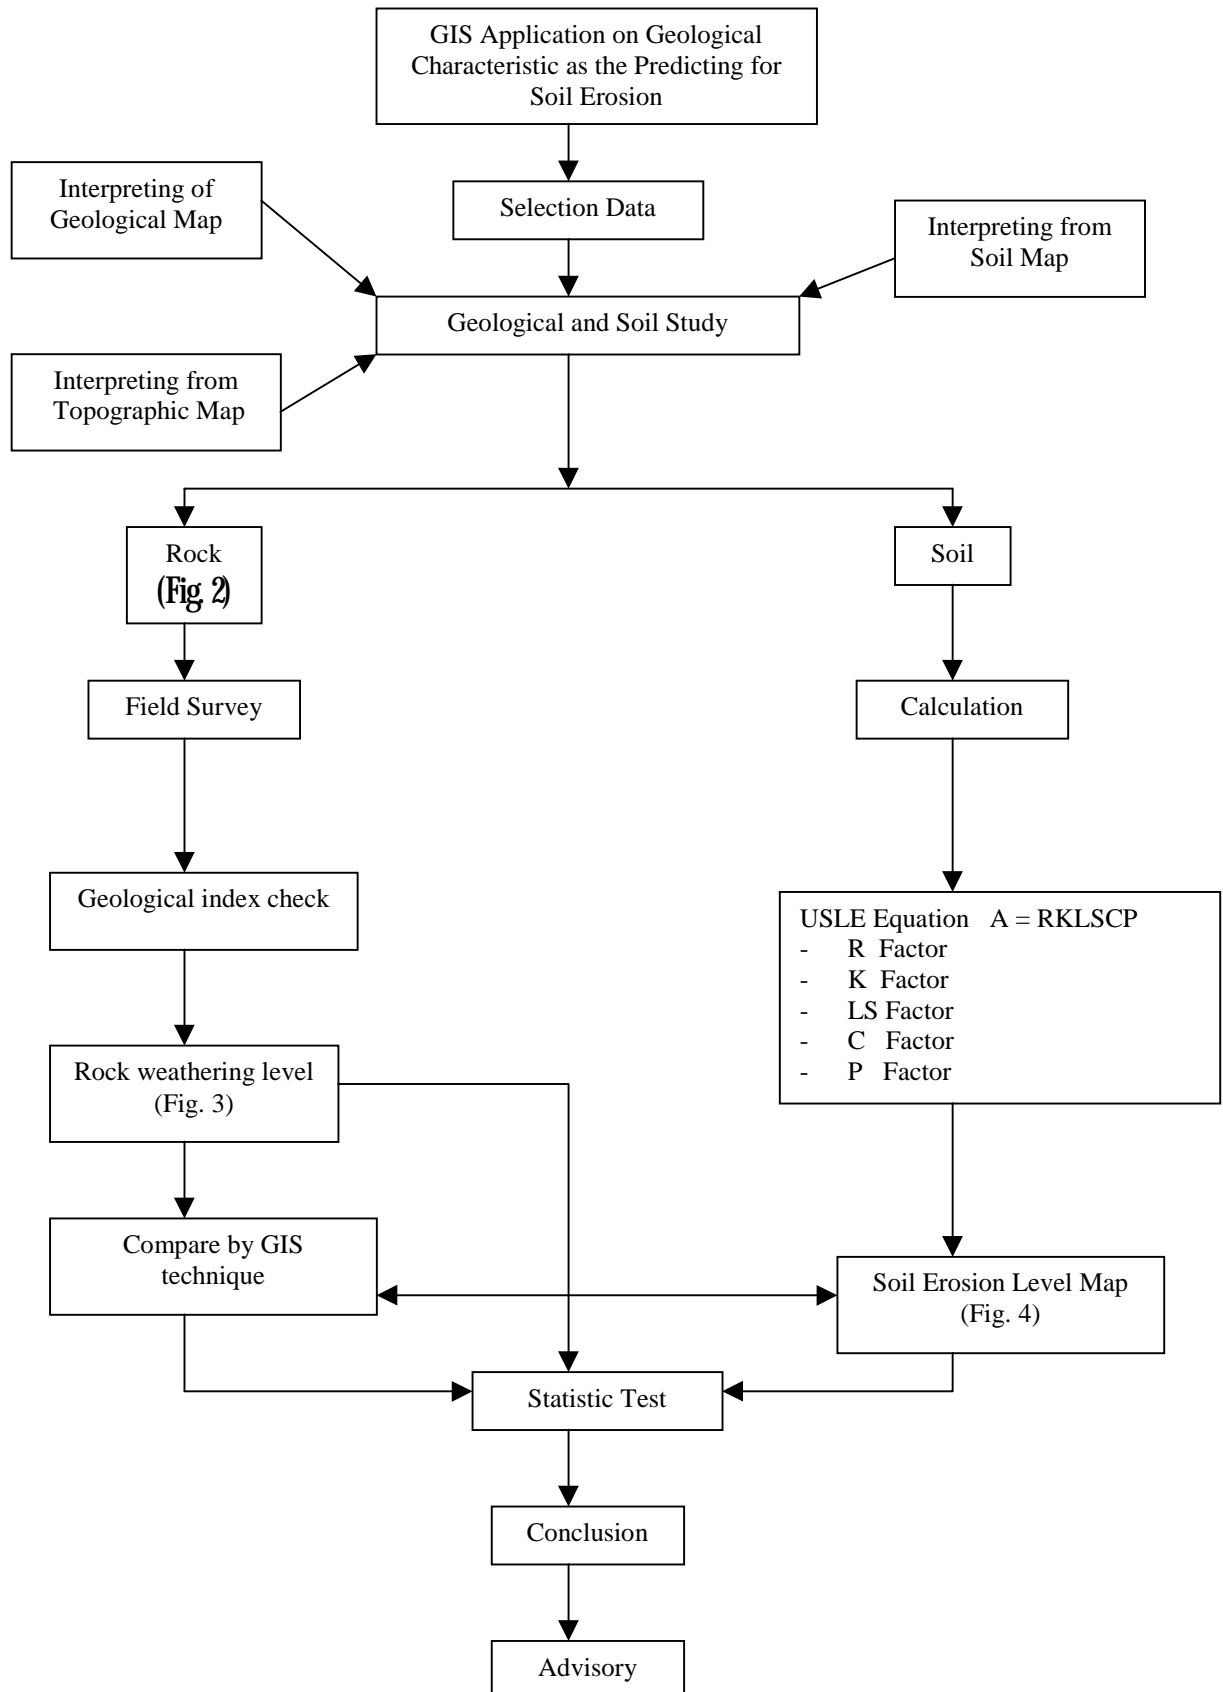 GIS Application on Geological
Characteristic as the Predicting for
Soil Erosion
Interpreting of
Geological Map
Selection Data
Interpreting from
Soil Map
Geological and Soil Study
Interpreting from
Topographic Map
Rock
(Fig. 2)
Soil
Field Survey
Calculation
Geological index check
USLE Equation A = RKLSCP
- R Factor
- K Factor
- LS Factor
- C Factor
- P Factor
Rock weathering level
(Fig. 3)
Compare by GIS
technique
Soil Erosion Level Map
(Fig. 4)
Statistic Test
Conclusion
Advisory